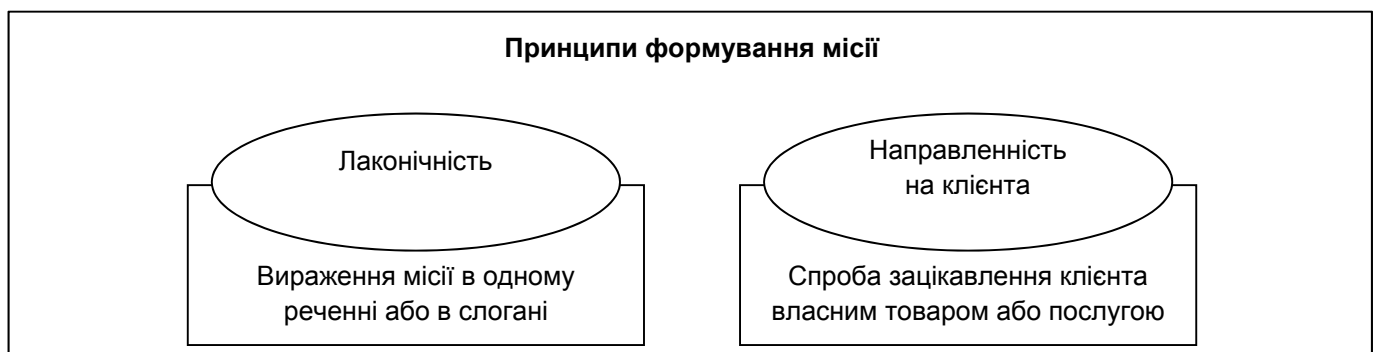 Принципи формування місії
Лаконічність
Вираження місії в одному
реченні або в слогані
Направленність
на клієнта
Спроба зацікавлення клієнта
власним товаром або послугою